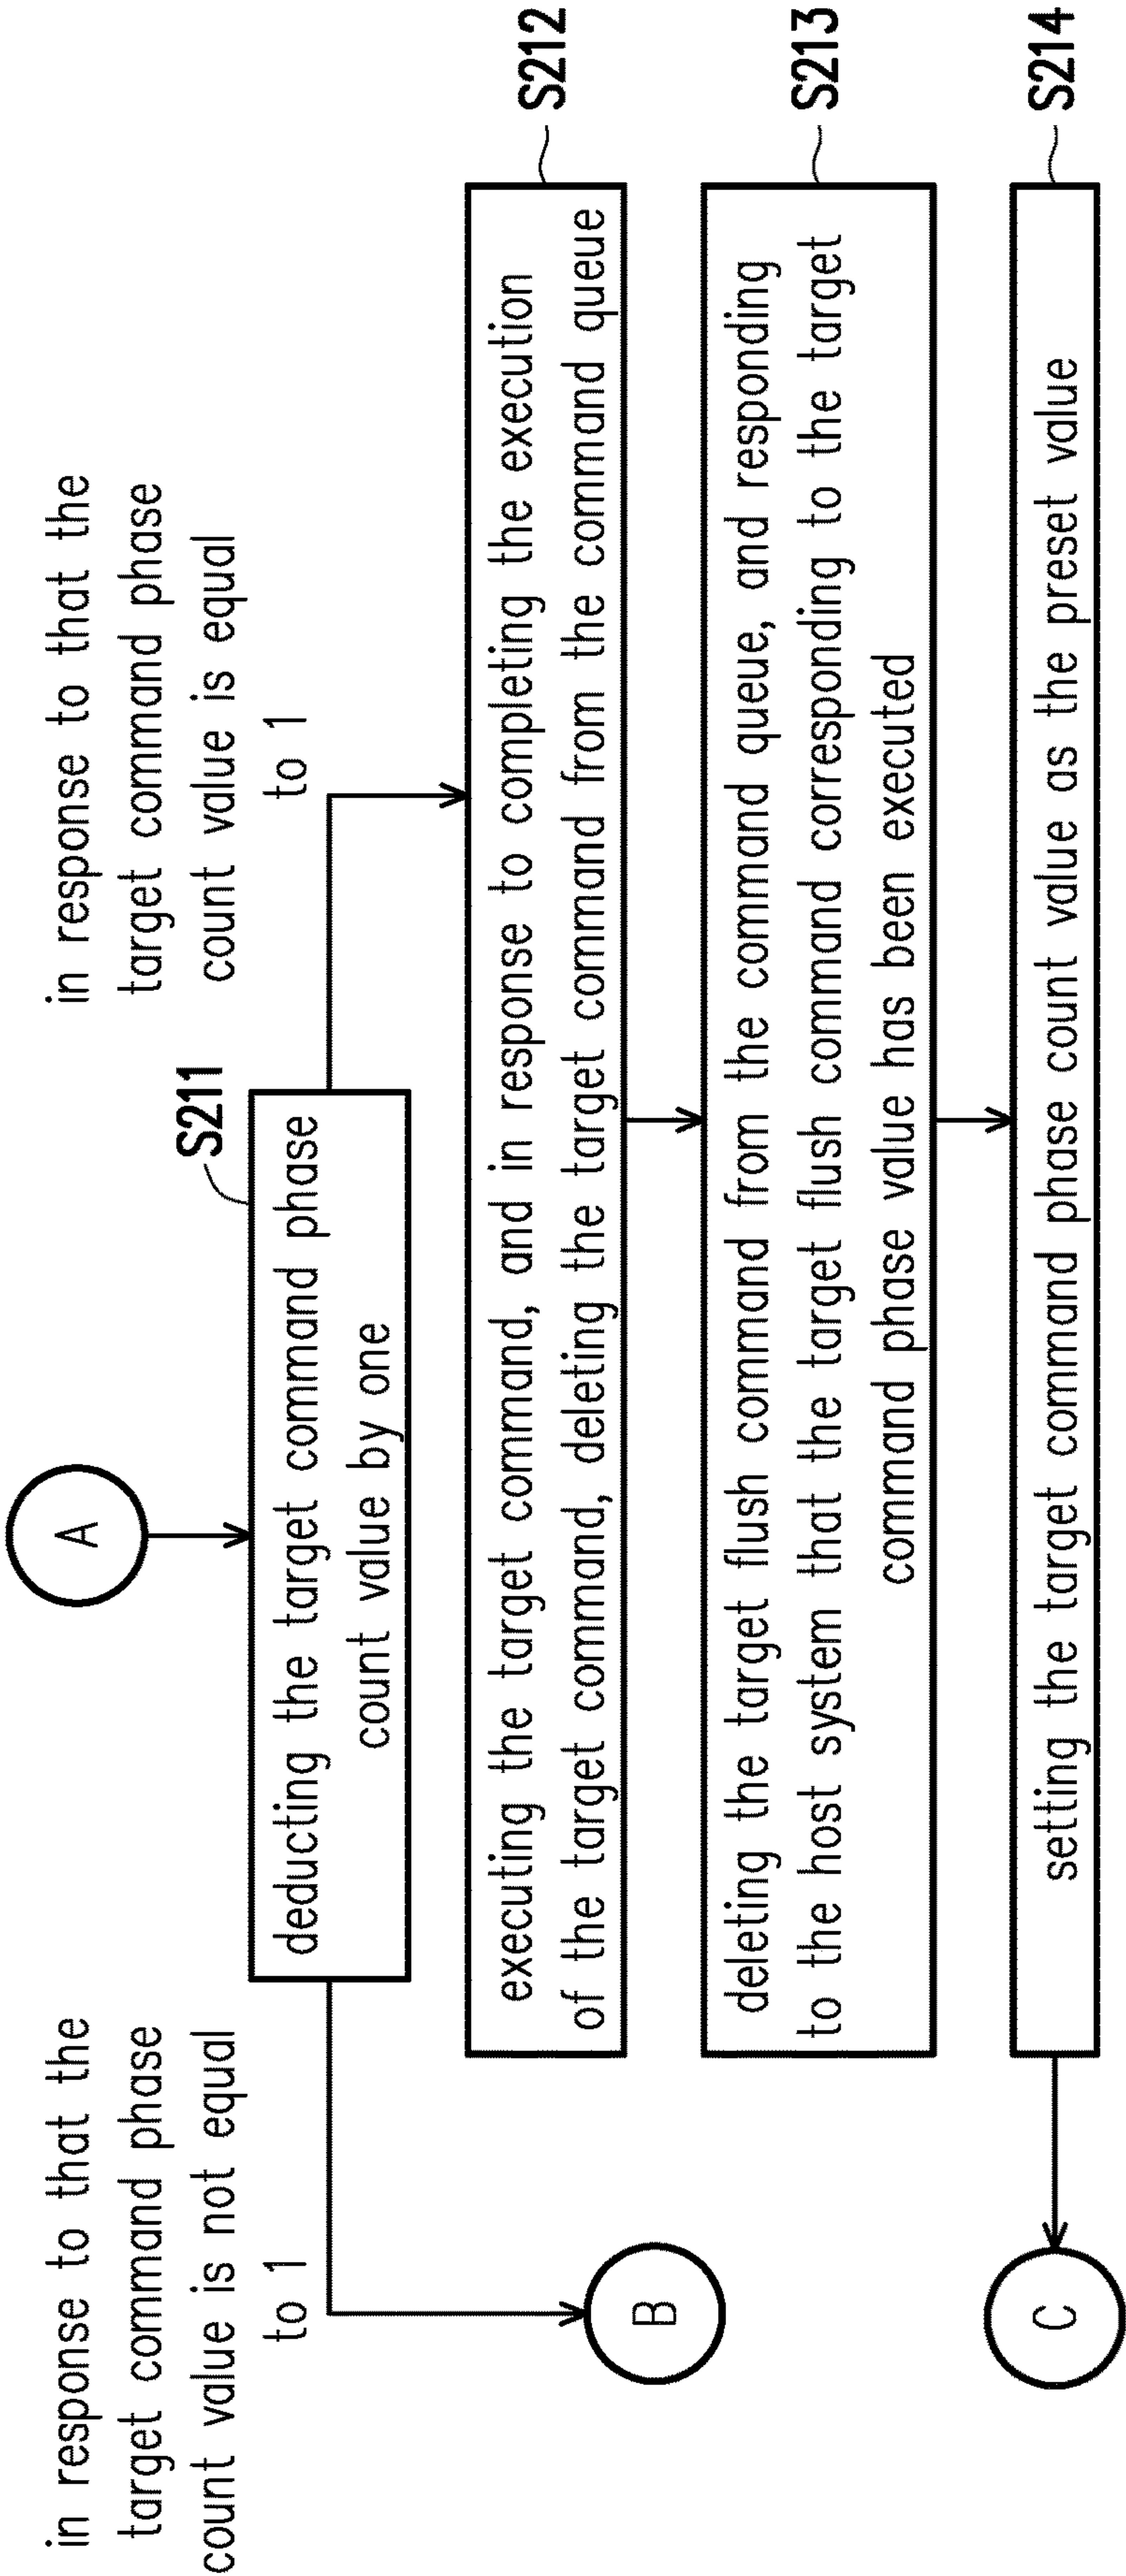 A
in response to that the
target command phase
count value is not equal
to 1
S211
deducting the target command phase
count value by one
in response to that the
target command phase
count value is equal
to 1
B
executing the target command, and in response to completing the execution
of the target command, deleting the target command from the command queue
S212
deleting the target flush command from the command queue, and responding
to the host system that the target flush command corresponding to the target
command phase value has been executed
S213
C
setting the target command phase count value as the preset value
S214